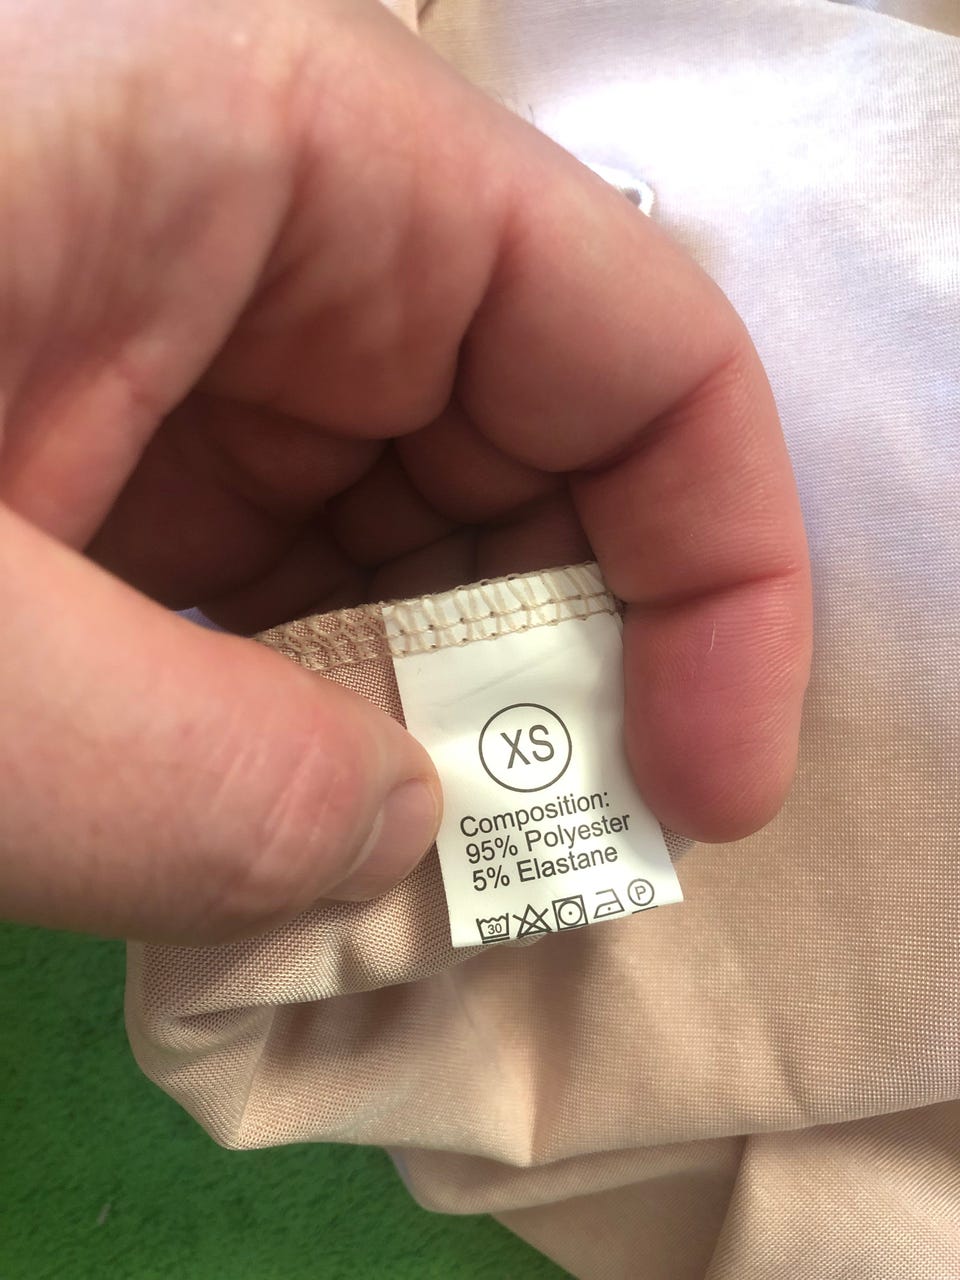 XS
Composition:
95% Polyester
5% Elastane
30 P